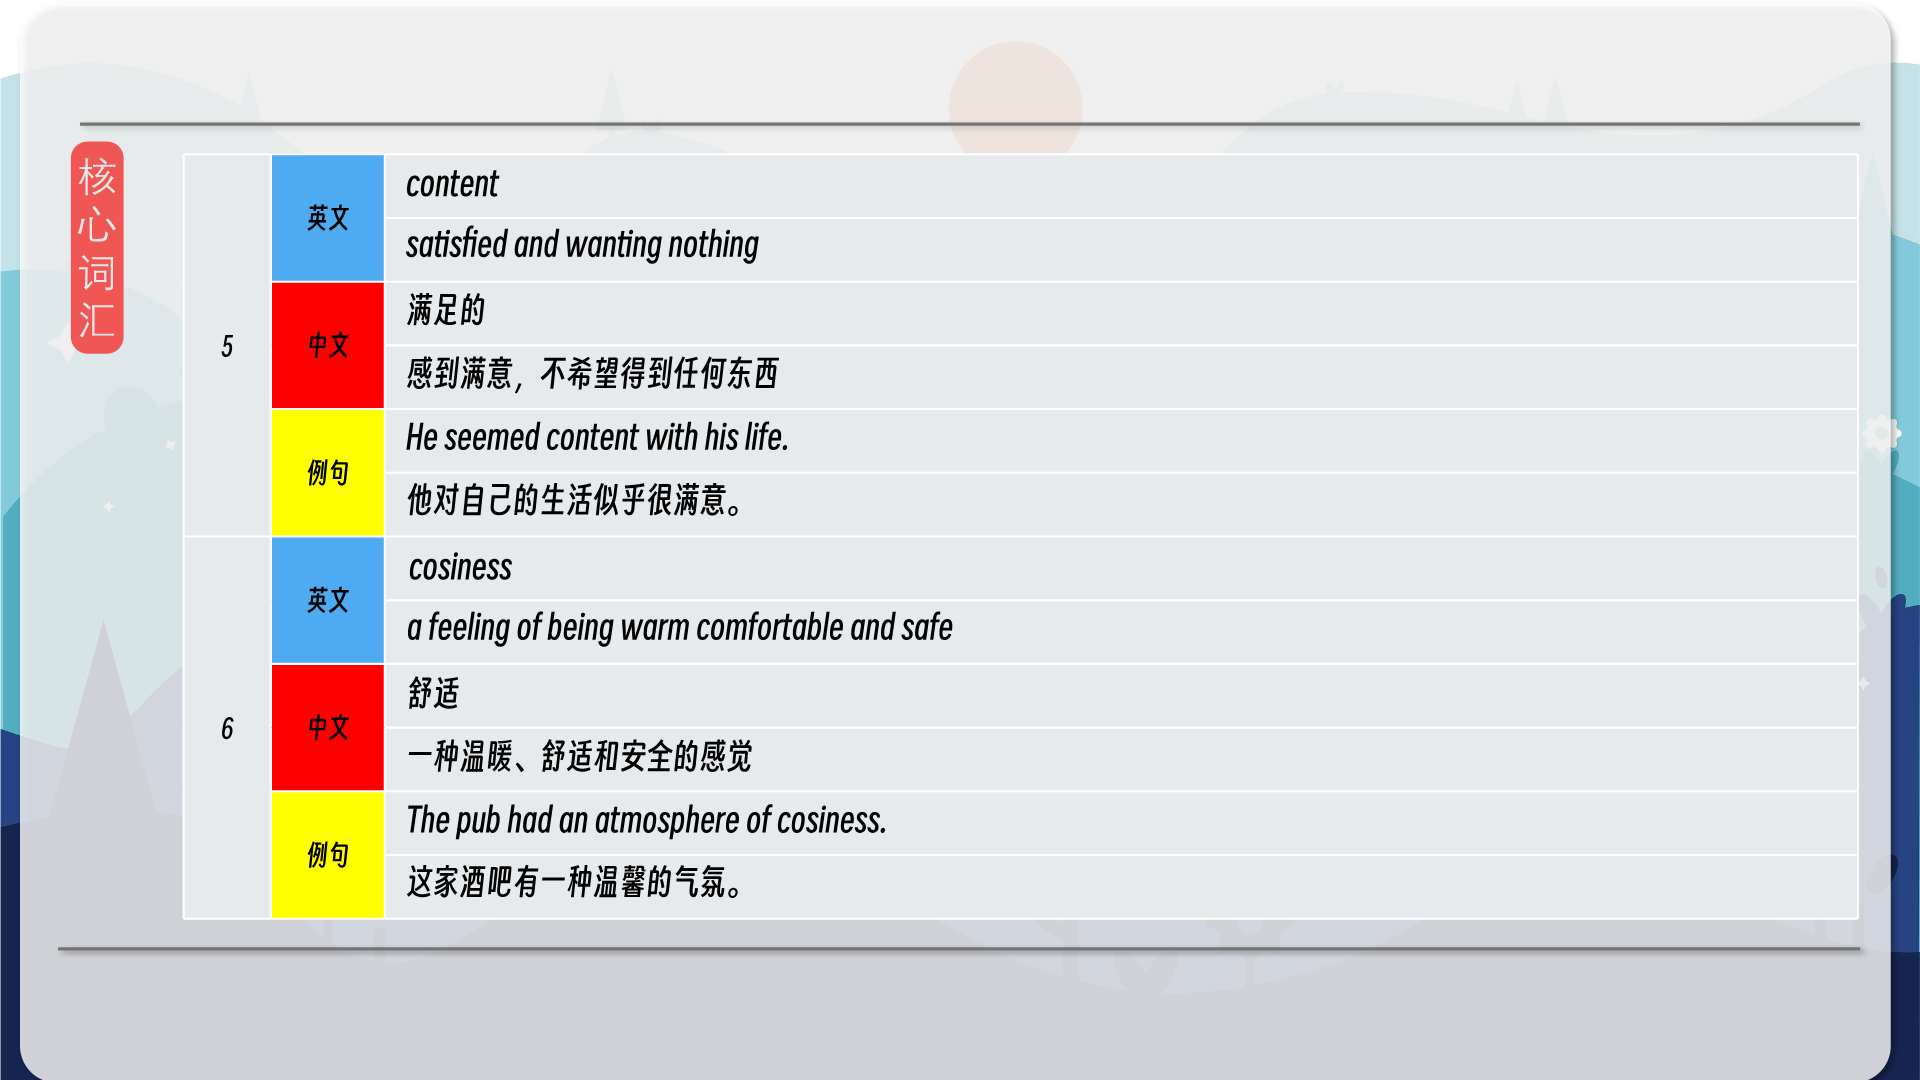 核
心
词
汇
5
英文
content
satisfied and wanting nothing
中文
满足的
感到满意，不希望得到任何东西
例句
He seemed content with his life.
他对自己的生活似乎很满意。
6
英文
cosiness
a feeling of being warm comfortable and safe
中文
舒适
一种温暖、舒适和安全的感觉
例句
The pub had an atmosphere of cosiness.
这家酒吧有一种温馨的气氛。